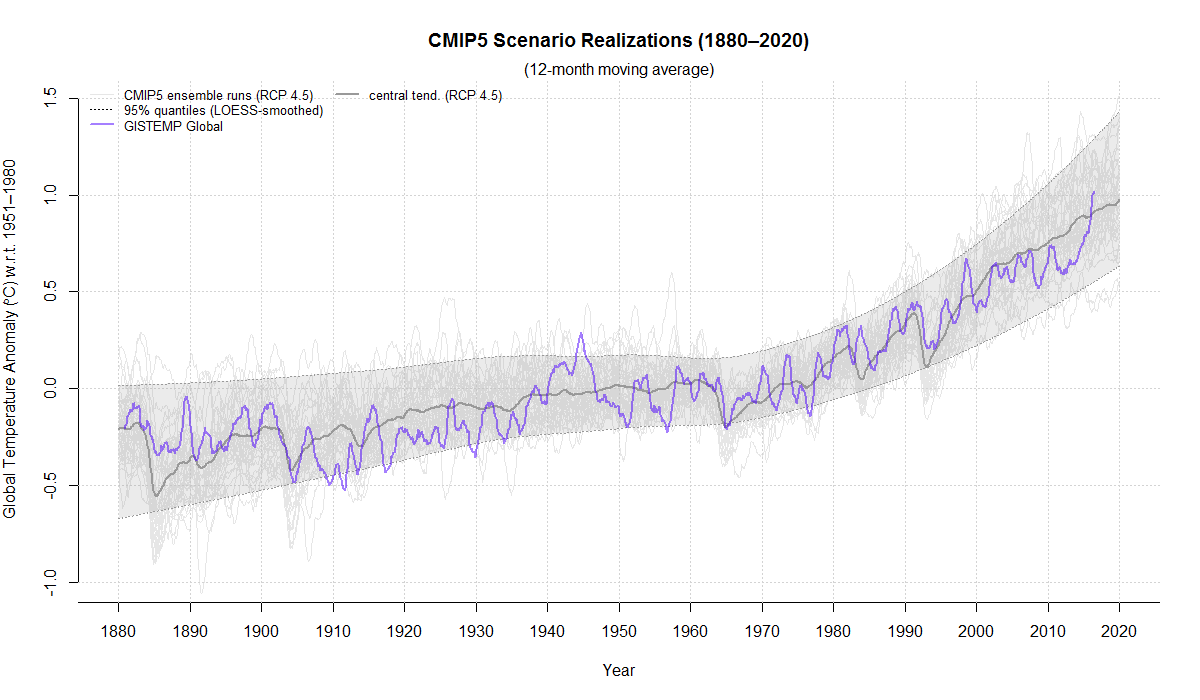 CMIP5 Scenario Realizations (1880–2020)
(12-month moving average)
CMIP5 ensemble runs (RCP 4.5) central tend. (RCP 4.5)
95% quantiles (LOESS-smoothed)
GISTEMP Global
Global Temperature Anomaly (ºC) w.r.t. 1951–1980
1.5
1.0
0.5
0.0
-0.5
-1.0
1880 1890 1900 1910 1920 1930 1940 1950 1960 1970 1980 1990 2000 2010 2020
Year